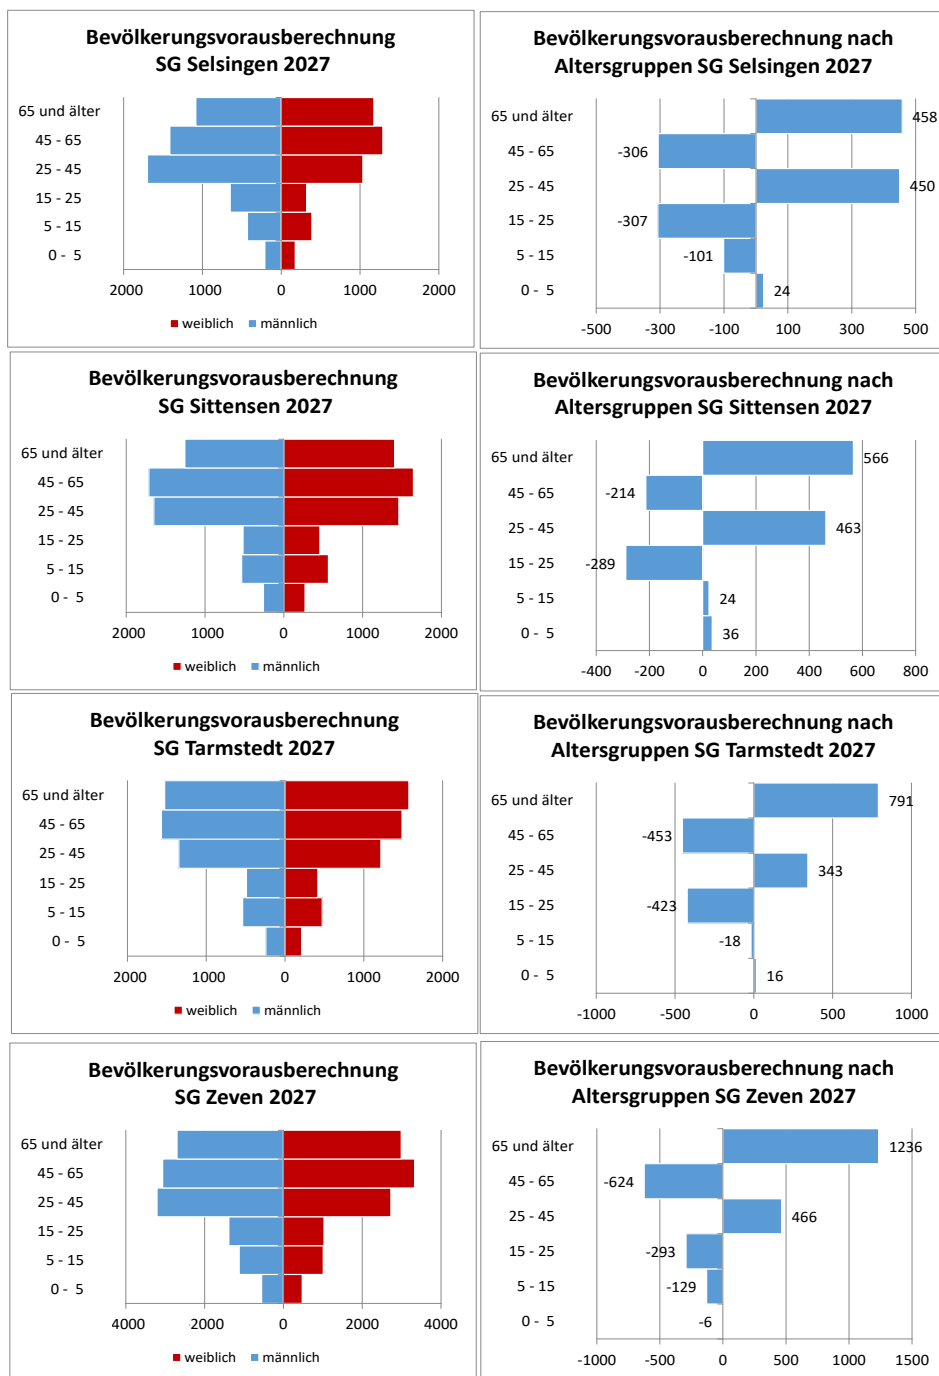 Bevölkerungsvorausberechnung
SG Selsingen 2027
65 und älter
45 - 65
25 - 45
15 - 25
5 - 15
0 - 5
2000 1000 0 1000 2000
weiblich männlich
Bevölkerungsvorausberechnung nach
Altersgruppen SG Selsingen 2027
65 und älter 458
45 - 65 -306
25 - 45 450
15 - 25 -307
5 - 15 -101
0 - 5 24
-500 -300 -100 100 300 500
Bevölkerungsvorausberechnung
SG Sittensen 2027
65 und älter
45 - 65
25 - 45
15 - 25
5 - 15
0 - 5
2000 1000 0 1000 2000
weiblich männlich
Bevölkerungsvorausberechnung nach
Altersgruppen SG Sittensen 2027
65 und älter 566
45 - 65 -214
25 - 45 463
15 - 25 -289
5 - 15 24
0 - 5 36
-400 -200 0 200 400 600 800
Bevölkerungsvorausberechnung
SG Tarmstedt 2027
65 und älter
45 - 65
25 - 45
15 - 25
5 - 15
0 - 5
2000 1000 0 1000 2000
weiblich männlich
Bevölkerungsvorausberechnung nach
Altersgruppen SG Tarmstedt 2027
65 und älter 791
45 - 65 -453
25 - 45 343
15 - 25 -423
5 - 15 -18
0 - 5 16
-1000 -500 0 500 1000
Bevölkerungsvorausberechnung
SG Zeven 2027
65 und älter
45 - 65
25 - 45
15 - 25
5 - 15
0 - 5
4000 2000 0 2000 4000
weiblich männlich
Bevölkerungsvorausberechnung nach
Altersgruppen SG Zeven 2027
65 und älter 1236
45 - 65 -624
25 - 45 466
15 - 25 -293
5 - 15 -129
0 - 5 -6
-1000 -500 0 500 1000 1500